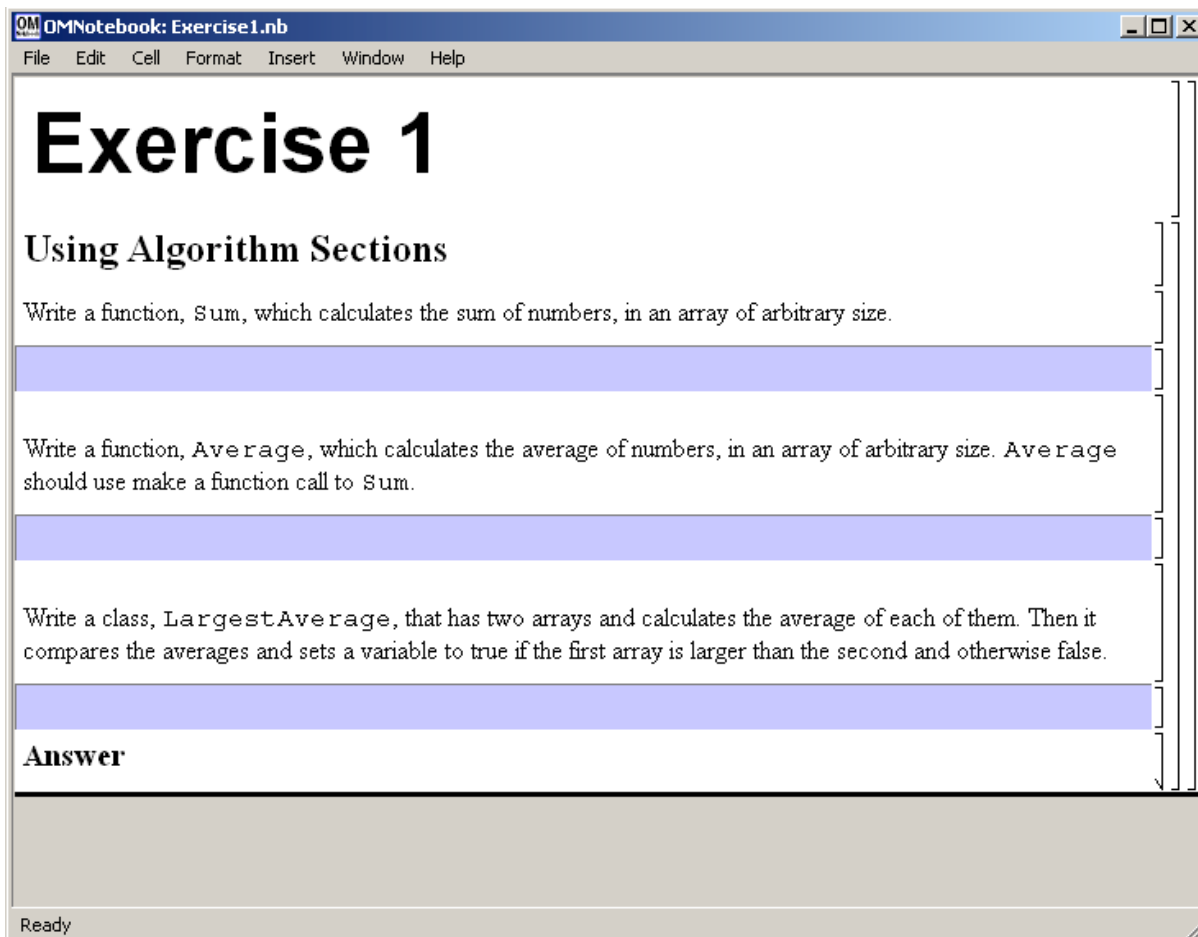 OMNotebook: Exercise1.nb
File Edit Cell Format Insert Window Help
Exercise 1
Using Algorithm Sections
Write a function, Sum, which calculates the sum of numbers, in an array of arbitrary size.
Write a function, Average, which calculates the average of numbers, in an array of arbitrary size. Average
should use make a function call to Sum.
Write a class, LargestAverage, that has two arrays and calculates the average of each of them. Then it
compares the averages and sets a variable to true if the first array is larger than the second and otherwise false.
Answer
Ready